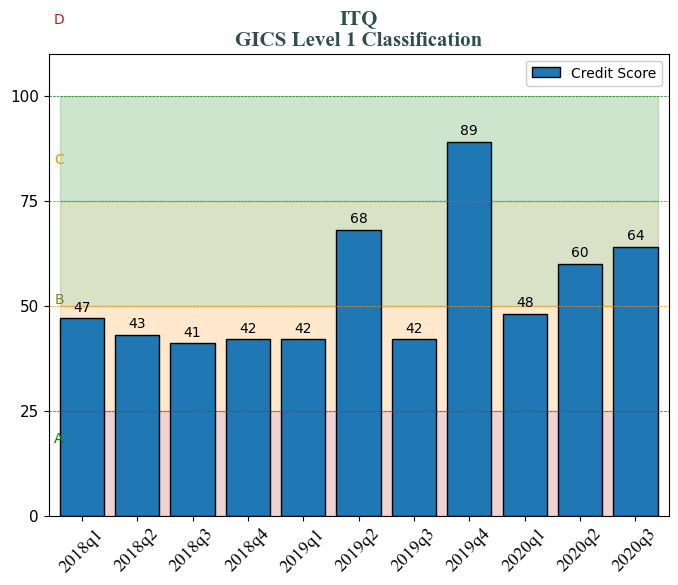 D
ITQ
GICS Level 1 Classification
Credit Score
100
C
89
75
68
64
60
B
50
47
48
43
41
42
42
42
25
A
0
2018q1
2018q2
2018q3
2018q4
2019q1
2019q2
2019q3
2019q4
2020q1
2020q2
2020q3